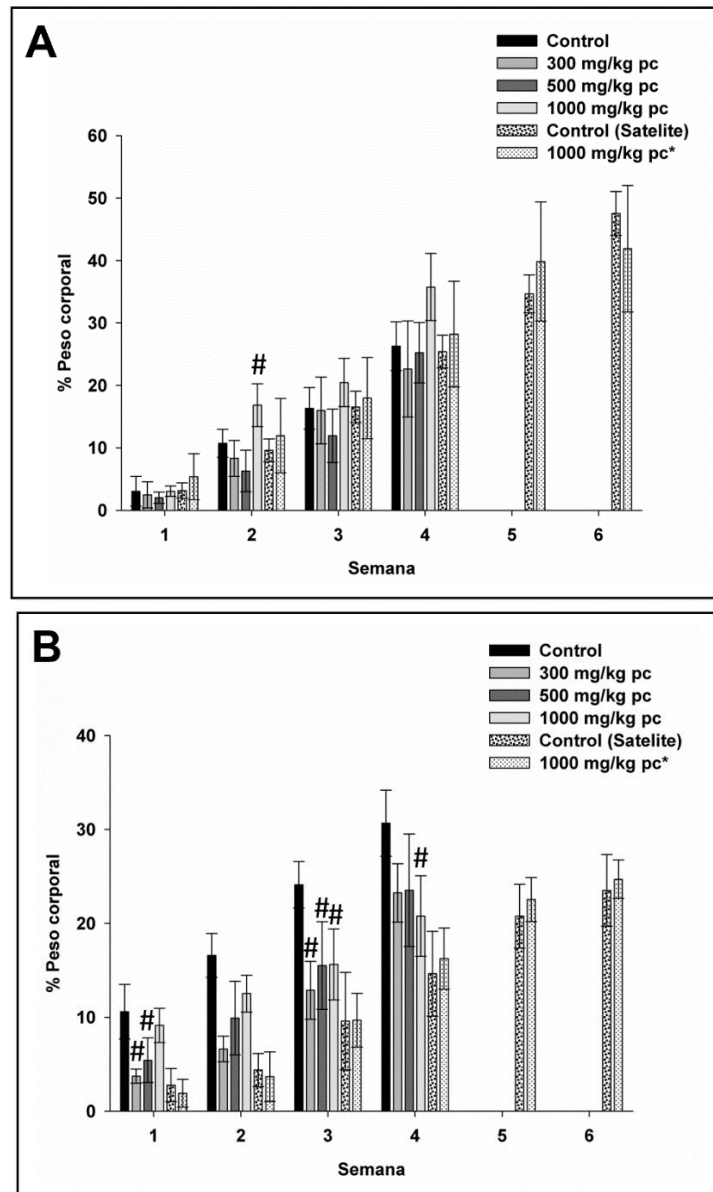 A
Control
300 mg/kg pc
500 mg/kg pc
1000 mg/kg pc
Control (Satelite)
1000 mg/kg pc*
% Peso corporal
60
50
40
30
20
10
0
#
1 2 3 4 5 6
Semana
B
Control
300 mg/kg pc
500 mg/kg pc
1000 mg/kg pc
Control (Satelite)
1000 mg/kg pc*
% Peso corporal
40
30
20
10
0
# # # # # #
1 2 3 4 5 6
Semana